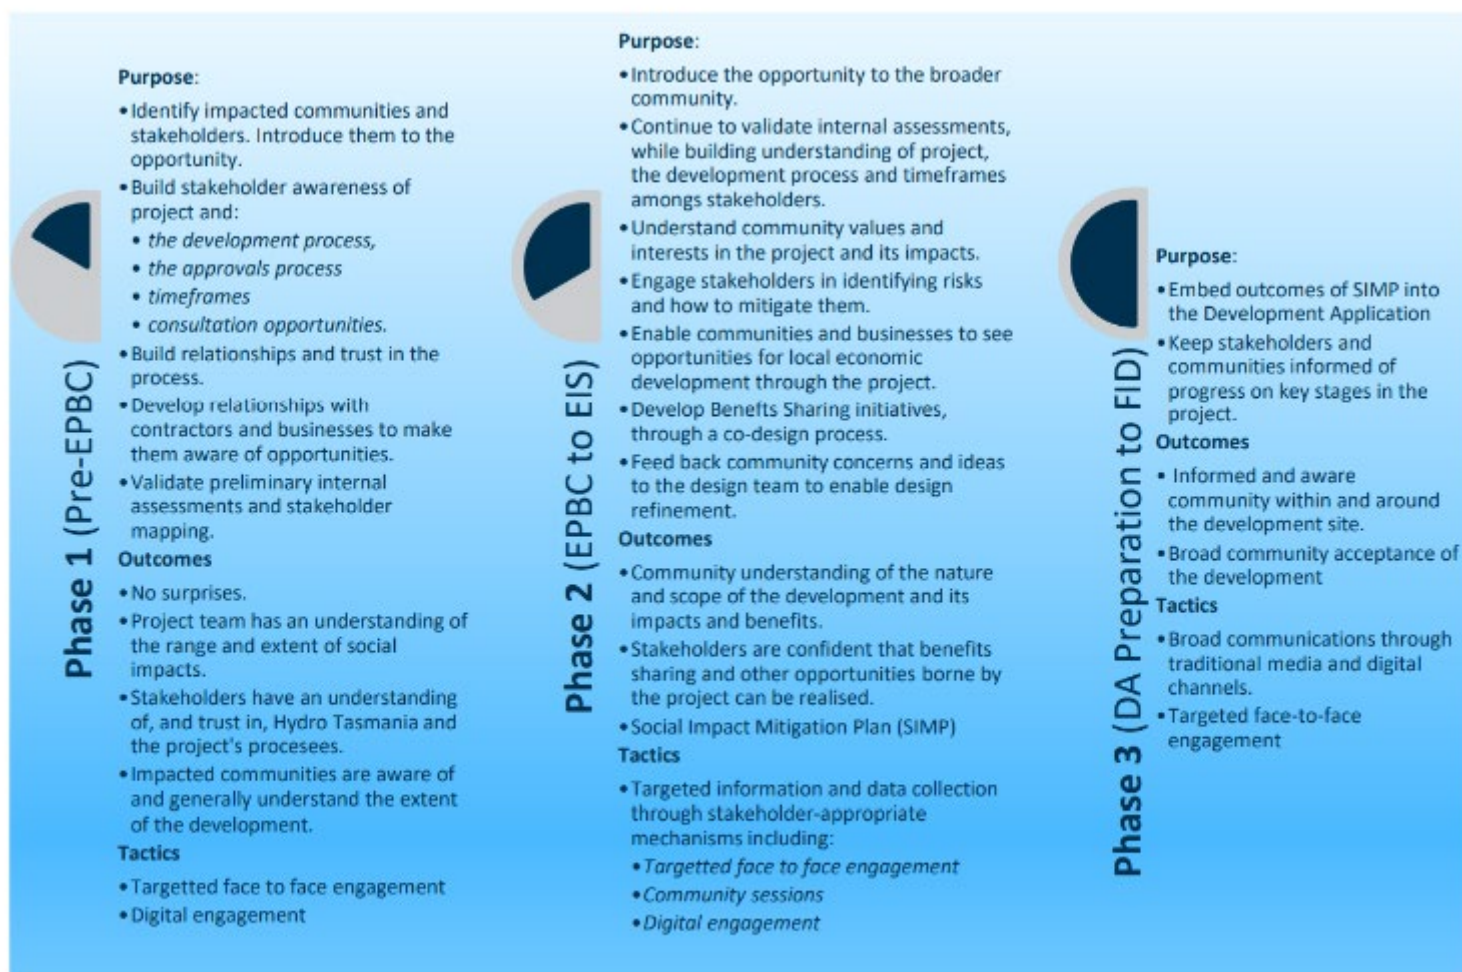 Phase 1 (Pre-EPBC)
Purpose:
•Identify impacted communities and
stakeholders. Introduce them to the
opportunity.
•Build stakeholder awareness of
project and:
• the development process,
• the approvals process
• timeframes
• consultation opportunities.
•Build relationships and trust in the
process.
•Develop relationships with
contractors and businesses to make
them aware of opportunities.
•Validate preliminary internal
assessments and stakeholder
mapping.
Outcomes
•No surprises.
•Project team has an understanding of
the range and extent of social
impacts.
•Stakeholders have an understanding
of, and trust in, Hydro Tasmania and
the project's procesees.
•Impacted communities are aware of
and generally understand the extent
of the development.
Tactics
•Targetted face to face engagement
•Digital engagement
Phase 2 (EPBC to EIS)
Purpose:
•Introduce the opportunity to the broader
community.
•Continue to validate internal assessments,
while building understanding of project,
the development process and timeframes
amongs stakeholders.
•Understand community values and
interests in the project and its impacts.
•Engage stakeholders in identifying risks
and how to mitigate them.
•Enable communities and businesses to see
opportunities for local economic
development through the project.
•Develop Benefts Sharing initiatives,
through a co-design process.
•Feed back community concerns and ideas
to the design team to enable design
refinement.
Outcomes
•Community understanding of the nature
and scope of the development and its
impacts and benefits.
•Stakeholders are confident that benefits
sharing and other opportunities borne by
the project can be realised.
•Social Impact Mitigation Plan (SIMP)
Tactics
•Targeted information and data collection
through stakeholder-appropriate
mechanisms including:
•Targetted face to face engagement
•Community sessions
•Digital engagement
Phase 3 (DA Preparation to FID)
Purpose:
•Embed outcomes of SIMP into
the Development Application
•Keep stakeholders and
communities informed of
progress on key stages in the
project.
Outcomes
• Informed and aware
community within and around
the development site.
•Broad community acceptance of
the development
Tactics
•Broad communications through
traditional media and digital
channels.
•Targeted face-to-face
engagement